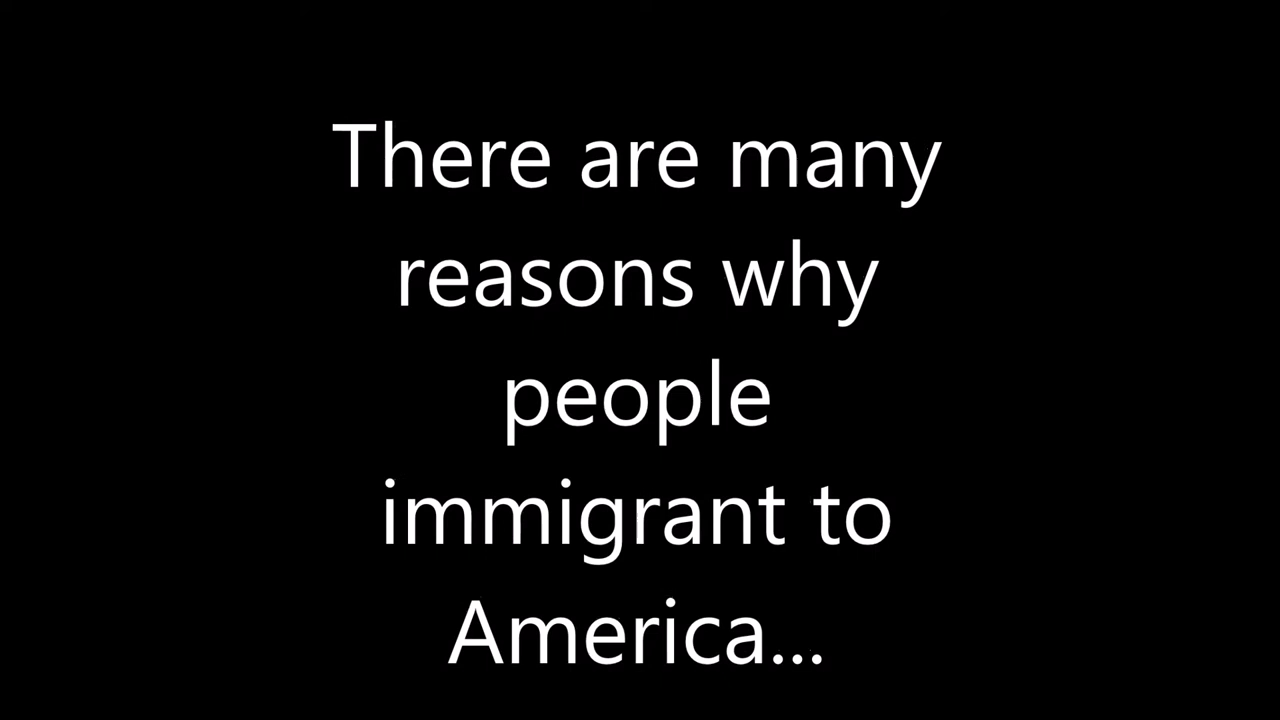 There are many
reasons why
people
immigrant to
America...